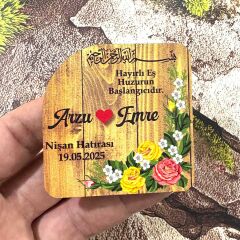 بسم الله الرحمن الرحيم
Hayırlı Eş
Huzurun
Başlangıcıdır.
Arzu Emre
Nişan Hatırası
19.05.2025